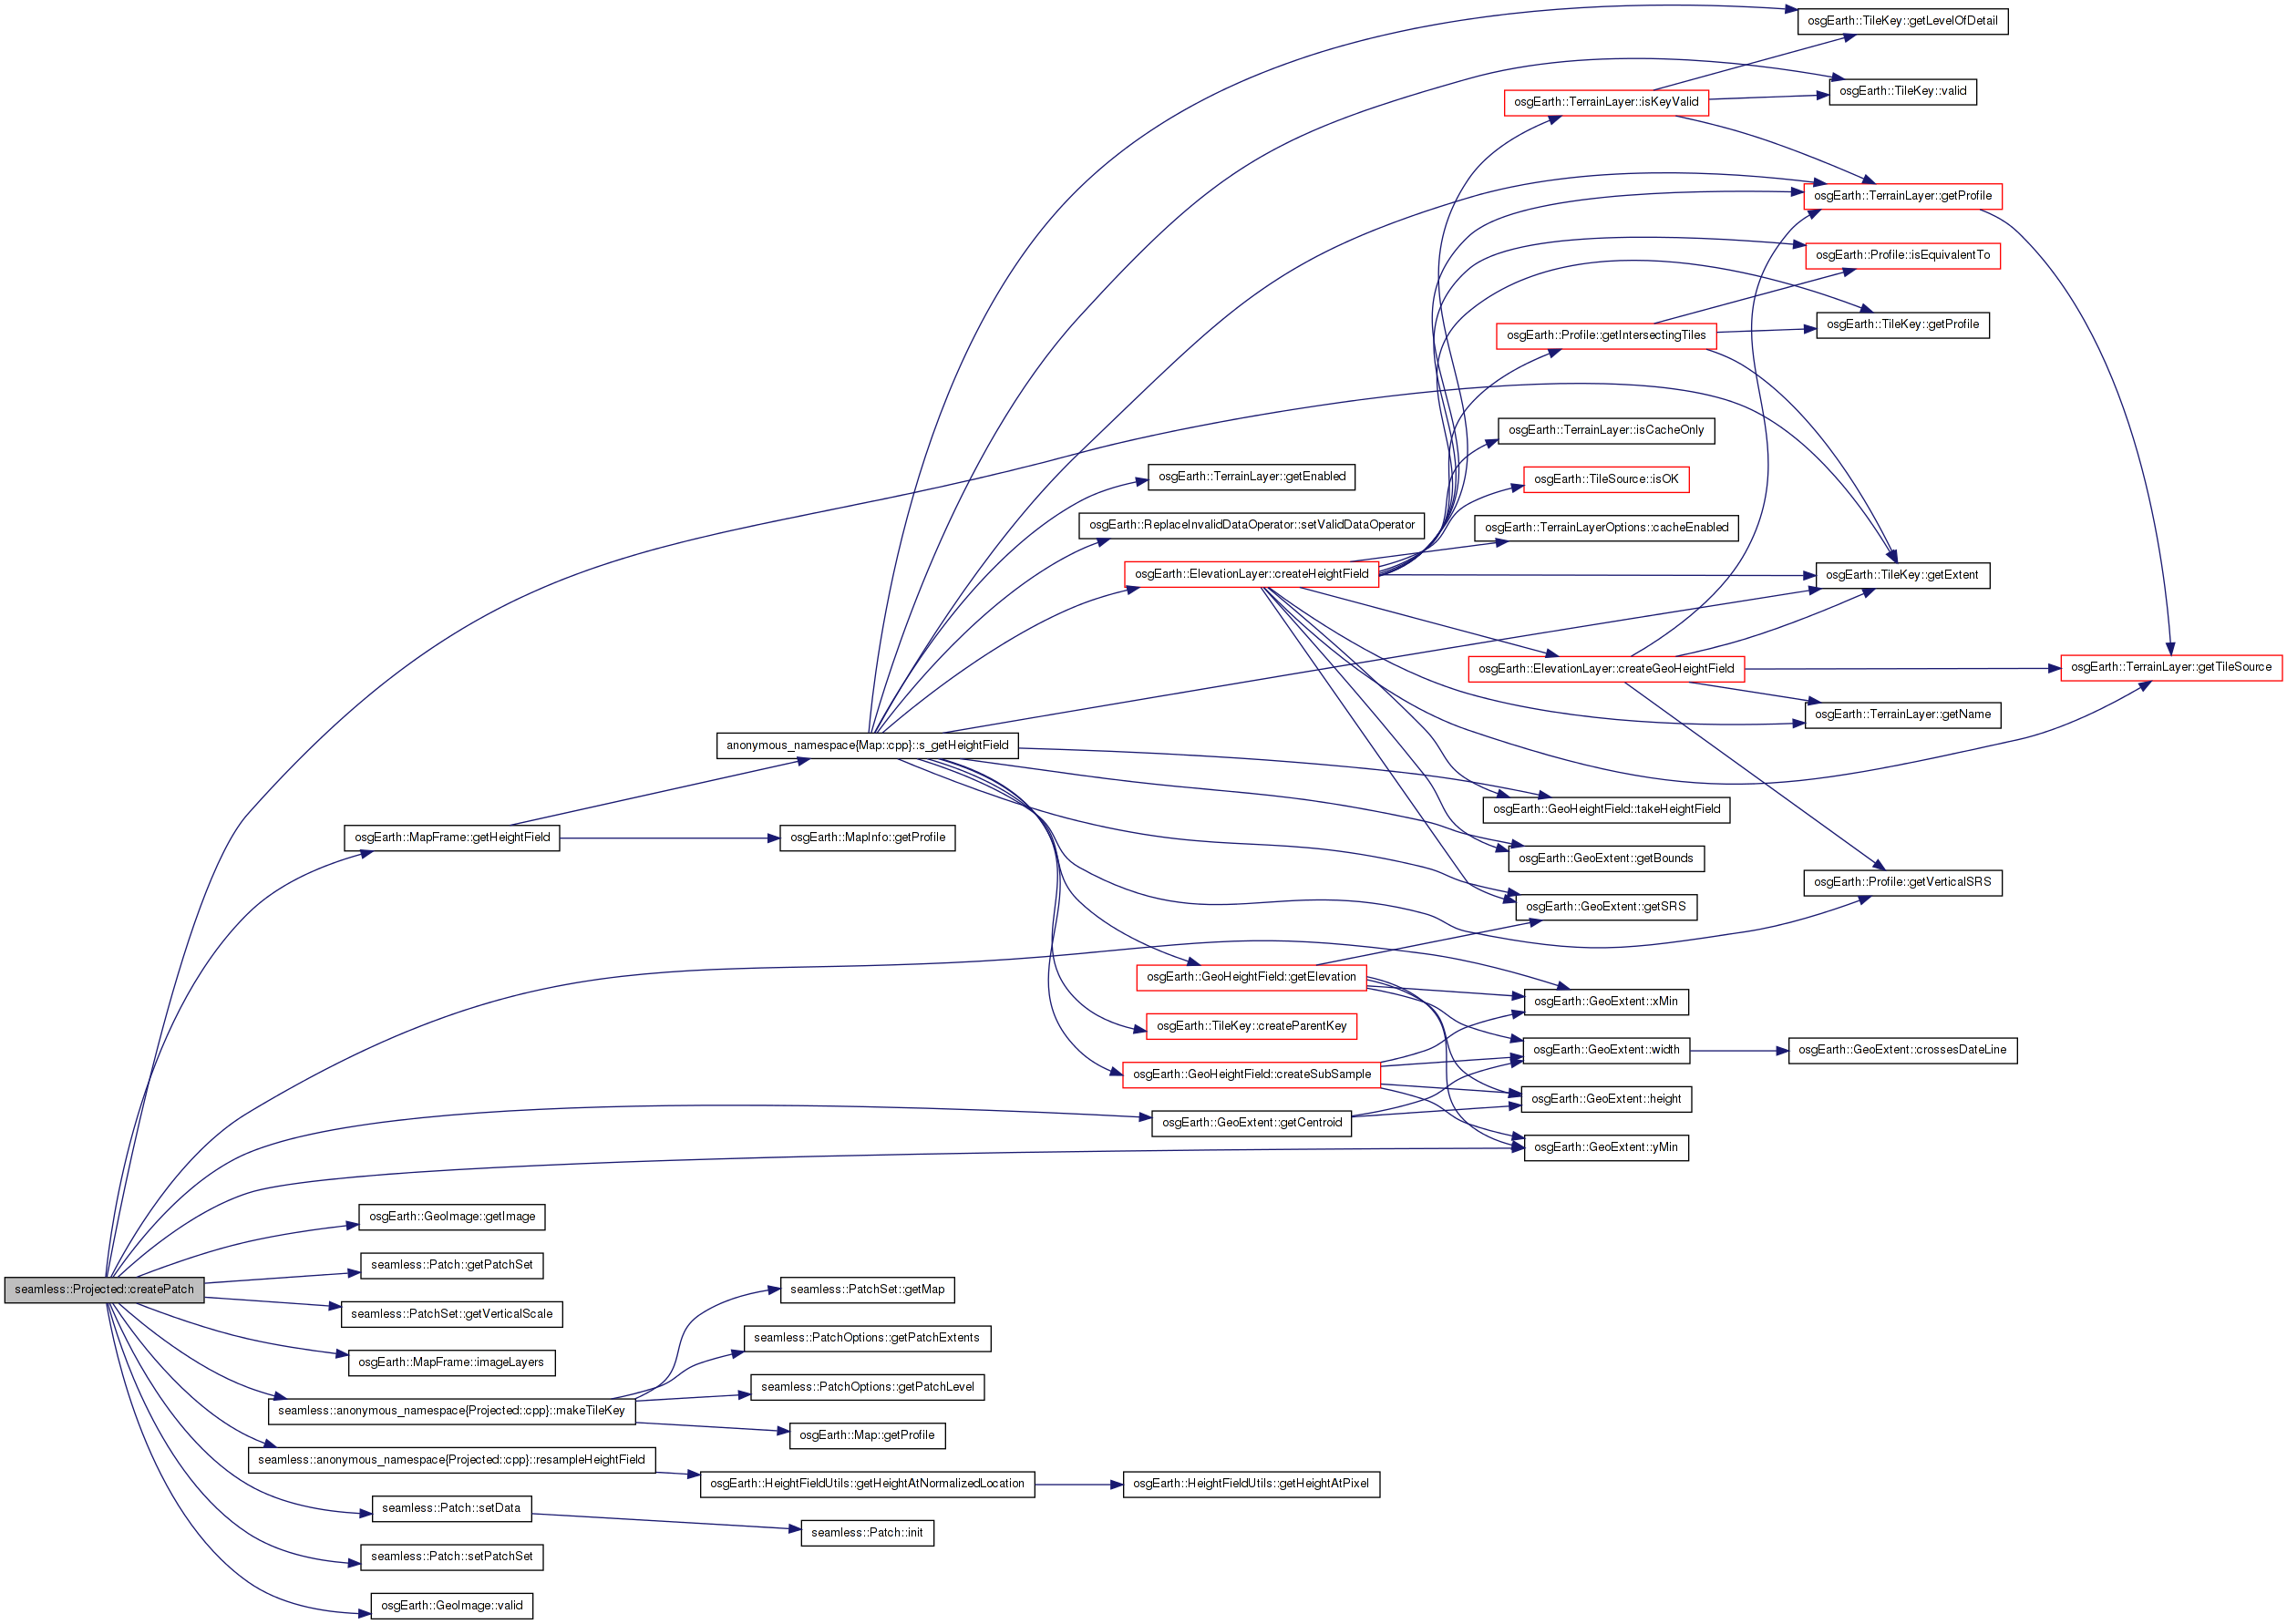 osgEarth::TileKey::getLevelOfDetail
osgEarth::TileKey::valid
osgEarth::TerrainLayer::isKeyValid
osgEarth::TerrainLayer::getProfile
osgEarth::Profile::isEquivalentTo
osgEarth::TileKey::getProfile
osgEarth::Profile::getIntersectingTiles
osgEarth::TerrainLayer::isCacheOnly
osgEarth::TerrainLayer::getEnabled
osgEarth::TileSource::isOK
osgEarth::ReplaceInvalidDataOperator::setValidDataOperator
osgEarth::TerrainLayerOptions::cacheEnabled
osgEarth::ElevationLayer::createHeightField
osgEarth::TileKey::getExtent
osgEarth::ElevationLayer::createGeoHeightField
osgEarth::TerrainLayer::getTileSource
osgEarth::TerrainLayer::getName
anonymous_namespace{Map::cpp}::s_getHeightField
osgEarth::GeoHeightField::takeHeightField
osgEarth::MapFrame::getHeightField
osgEarth::MapInfo::getProfile
osgEarth::GeoExtent::getBounds
osgEarth::Profile::getVerticalSRS
osgEarth::GeoExtent::getSRS
osgEarth::GeoHeightField::getElevation
osgEarth::GeoExtent::xMin
osgEarth::TileKey::createParentKey
osgEarth::GeoExtent::width
osgEarth::GeoExtent::crossesDateLine
osgEarth::GeoHeightField::createSubSample
osgEarth::GeoExtent::height
osgEarth::GeoExtent::getCentroid
osgEarth::GeoExtent::yMin
osgEarth::GeoImage::getImage
seamless::Patch::getPatchSet
seamless::Projected::createPatch
seamless::PatchSet::getMap
seamless::PatchSet::getVerticalScale
seamless::PatchOptions::getPatchExtents
osgEarth::MapFrame::imageLayers
seamless::PatchOptions::getPatchLevel
seamless::anonymous_namespace{Projected::cpp}::makeTileKey
osgEarth::Map::getProfile
seamless::anonymous_namespace{Projected::cpp}::resampleHeightField
osgEarth::HeightFieldUtils::getHeightAtNormalizedLocation
osgEarth::HeightFieldUtils::getHeightAtPixel
seamless::Patch::setData
seamless::Patch::init
seamless::Patch::setPatchSet
osgEarth::GeoImage::valid